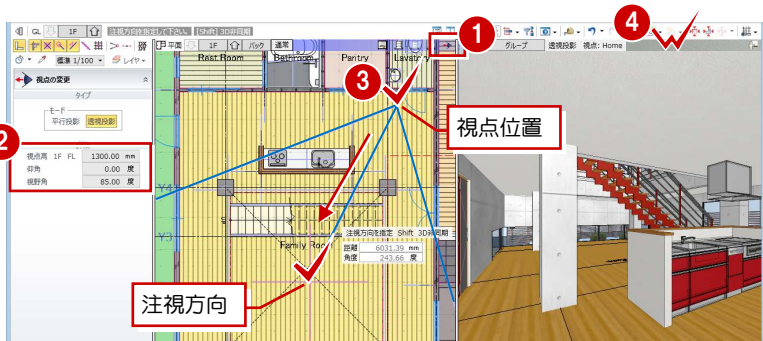 GL 1F 注視方向を指定して下さい。 [Shift] 3D非同期
1
4
標準 1/100 レイヤー
平面 1F バック 通常
グループ 透視投影 視点: Home
視点の変更
タイプ
モード
平行投影 透視投影
2
視点高 1F FL 1300.00 mm
仰角 0.00 度
視野角 85.00 度
Rest Room Bathroom Pantry Lavatory
3
視点位置
Y4
Y3
Family Room
注視方向を指定 Shift 3D非同期
距離 6031.39 mm
角度 243.66 度
注視方向